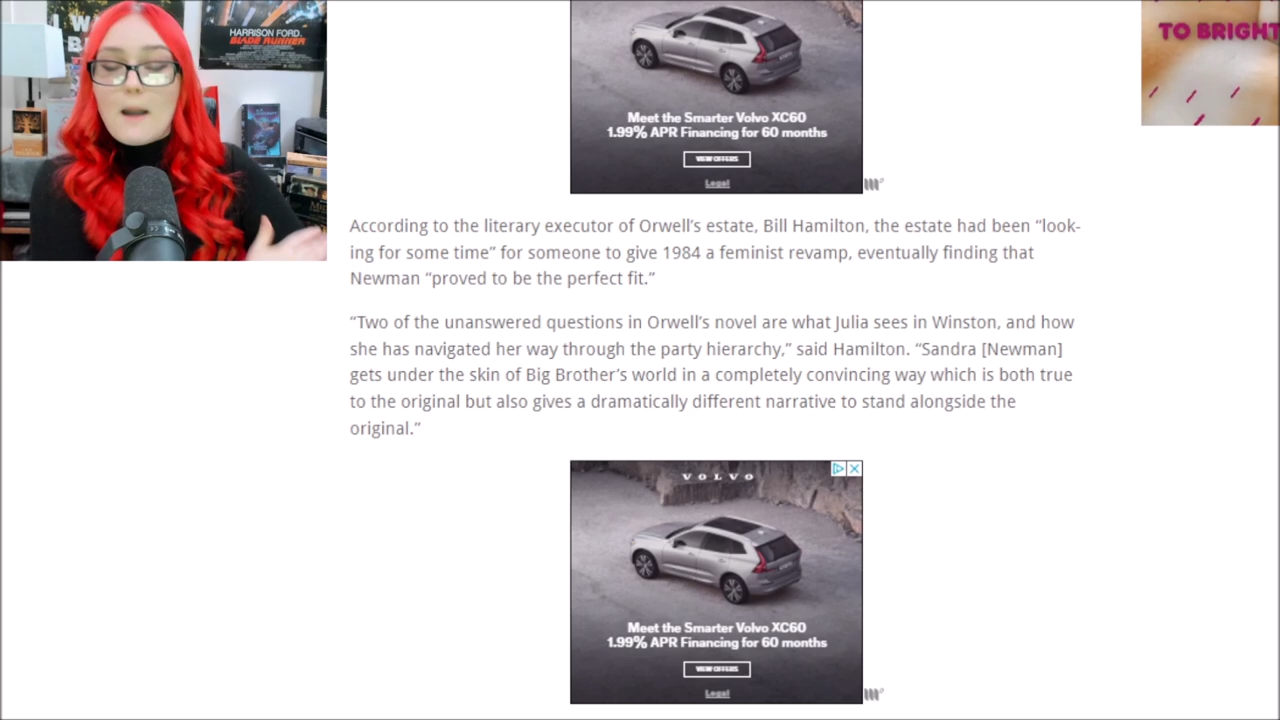 I W
B
HARRISON FORD.
BLADE RUNNER
TO BRIGHT
Meet the Smarter Volvo XC60
1.99% APR Financing for 60 months
VIEW OFFERS
Legal
According to the literary executor of Orwell’s estate, Bill Hamilton, the estate had been “look-
ing for some time” for someone to give 1984 a feminist revamp, eventually finding that
Newman “proved to be the perfect fit.”
“Two of the unanswered questions in Orwell’s novel are what Julia sees in Winston, and how
she has navigated her way through the party hierarchy,” said Hamilton. “Sandra [Newman]
gets under the skin of Big Brother’s world in a completely convincing way which is both true
to the original but also gives a dramatically different narrative to stand alongside the
original.”
VOLVO
Meet the Smarter Volvo XC60
1.99% APR Financing for 60 months
VIEW OFFERS
Legal